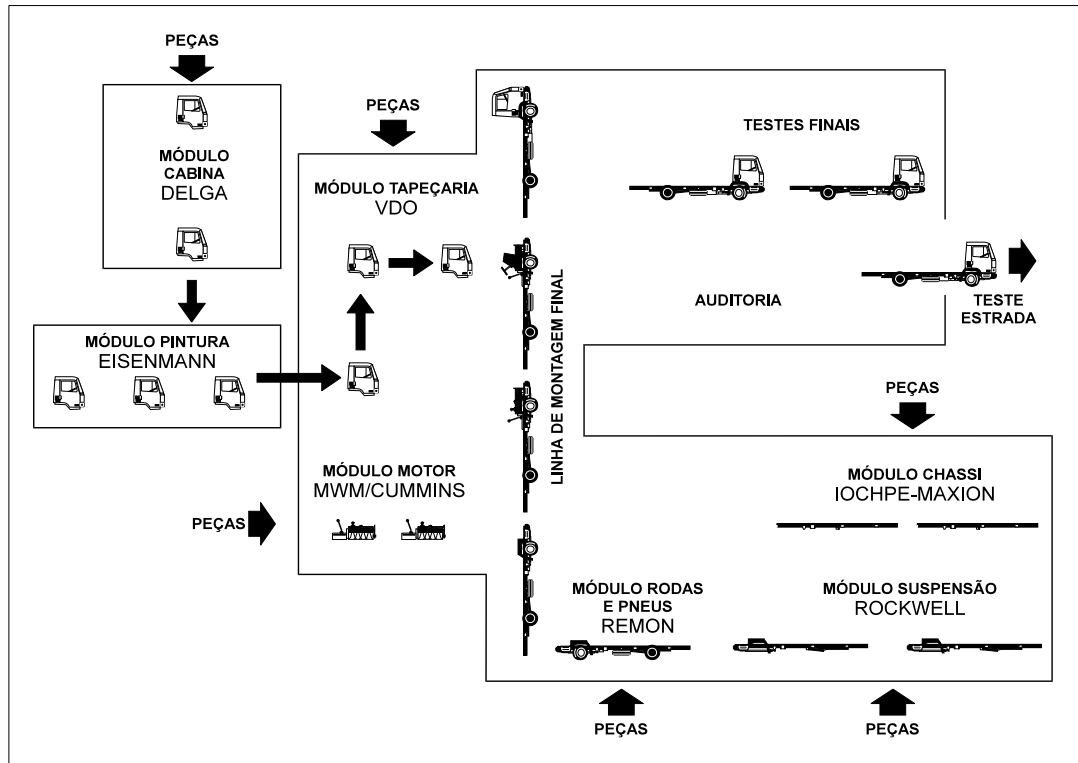 PEÇAS
MÓDULO
CABINA
DELGA
MÓDULO PINTURA
EISENMANN
PEÇAS
MÓDULO TAPEÇARIA
VDO
MÓDULO MOTOR
MWM/CUMMINS
PEÇAS
LINHA DE MONTAGEM FINAL
TESTES FINAIS
AUDITORIA
TESTE
ESTRADA
PEÇAS
MÓDULO CHASSI
IOCHPE-MAXION
MÓDULO RODAS
E PNEUS
REMON
MÓDULO SUSPENSÃO
ROCKWELL
PEÇAS
PEÇAS